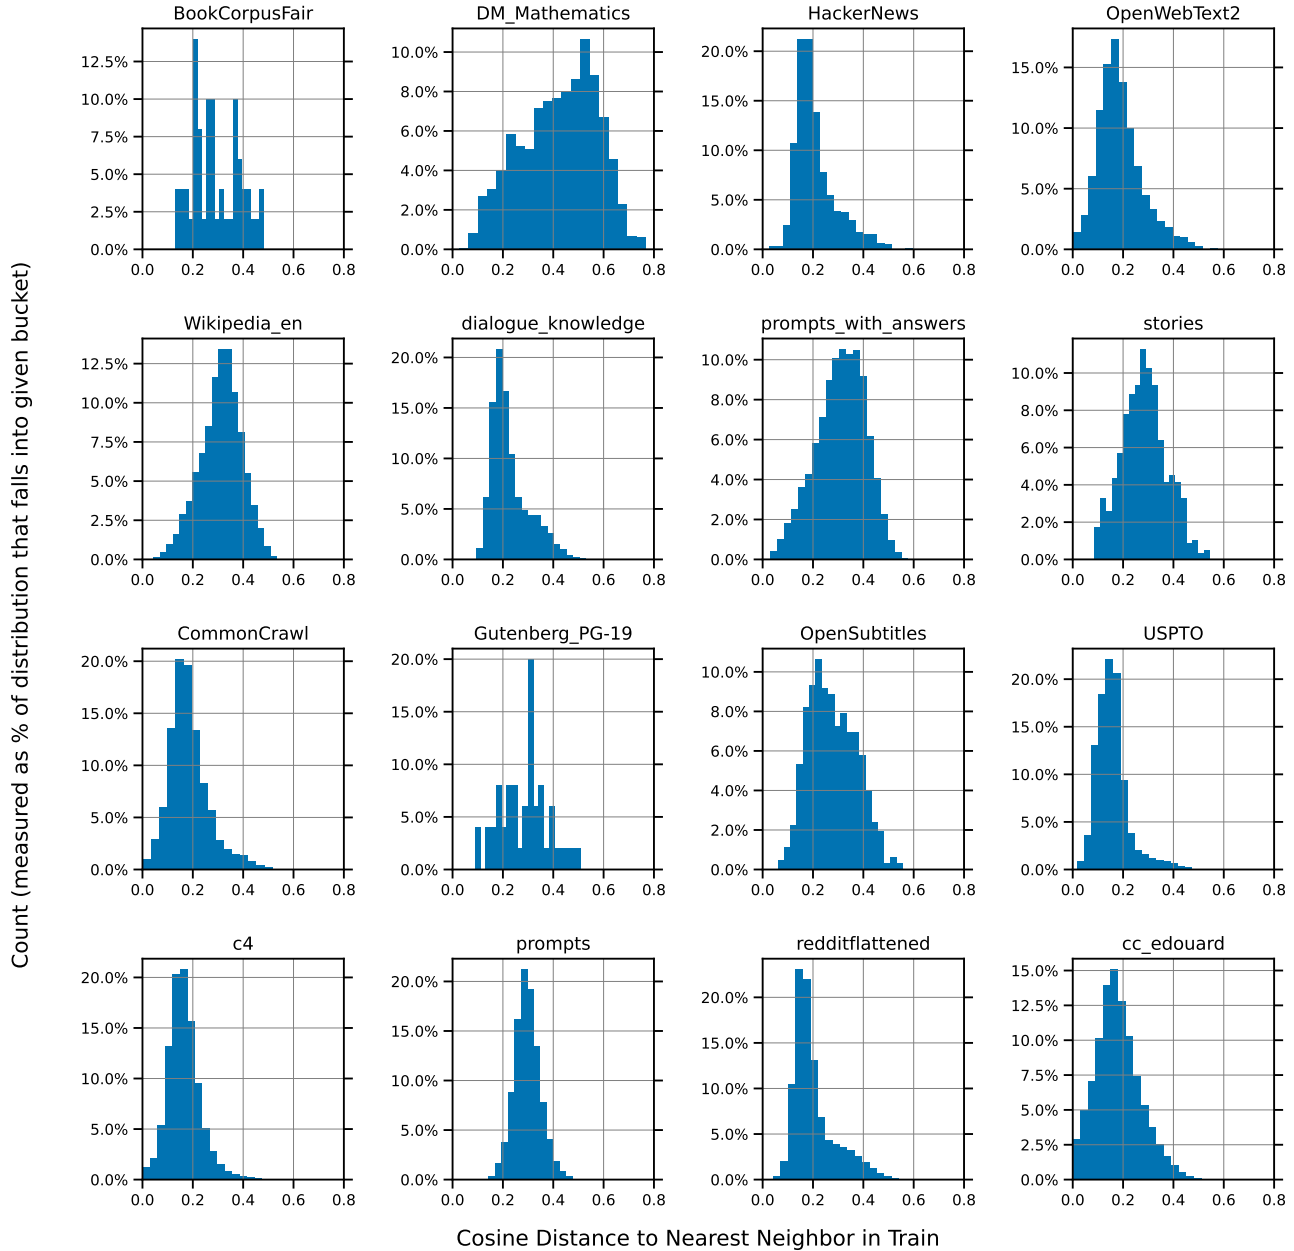 BookCorpusFair
12.5%
10.0%
7.5%
5.0%
2.5%
0.0%
0.0 0.2 0.4 0.6 0.8
DM_Mathematics
10.0%
8.0%
6.0%
4.0%
2.0%
0.0%
0.0 0.2 0.4 0.6 0.8
HackerNews
20.0%
15.0%
10.0%
5.0%
0.0%
0.0 0.2 0.4 0.6 0.8
OpenWebText2
15.0%
10.0%
5.0%
0.0%
0.0 0.2 0.4 0.6 0.8
Wikipedia_en
12.5%
10.0%
7.5%
5.0%
2.5%
0.0%
0.0 0.2 0.4 0.6 0.8
dialogue_knowledge
20.0%
15.0%
10.0%
5.0%
0.0%
0.0 0.2 0.4 0.6 0.8
prompts_with_answers
10.0%
8.0%
6.0%
4.0%
2.0%
0.0%
0.0 0.2 0.4 0.6 0.8
stories
10.0%
8.0%
6.0%
4.0%
2.0%
0.0%
0.0 0.2 0.4 0.6 0.8
CommonCrawl
20.0%
15.0%
10.0%
5.0%
0.0%
0.0 0.2 0.4 0.6 0.8
Gutenberg_PG-19
20.0%
15.0%
10.0%
5.0%
0.0%
0.0 0.2 0.4 0.6 0.8
OpenSubtitles
10.0%
8.0%
6.0%
4.0%
2.0%
0.0%
0.0 0.2 0.4 0.6 0.8
USPTO
20.0%
15.0%
10.0%
5.0%
0.0%
0.0 0.2 0.4 0.6 0.8
c4
20.0%
15.0%
10.0%
5.0%
0.0%
0.0 0.2 0.4 0.6 0.8
prompts
20.0%
15.0%
10.0%
5.0%
0.0%
0.0 0.2 0.4 0.6 0.8
redditflattened
20.0%
15.0%
10.0%
5.0%
0.0%
0.0 0.2 0.4 0.6 0.8
cc_edouard
15.0%
12.5%
10.0%
7.5%
5.0%
2.5%
0.0%
0.0 0.2 0.4 0.6 0.8
Count (measured as % of distribution that falls into given bucket)
Cosine Distance to Nearest Neighbor in Train